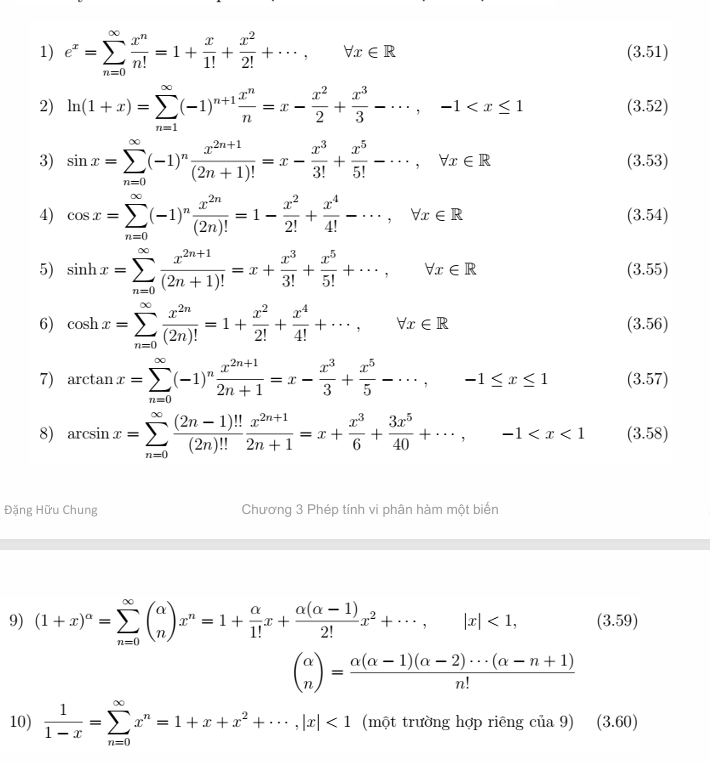 1) $e^x = \sum_{n=0}^{\infty} \frac{x^n}{n!} = 1 + \frac{x}{1!} + \frac{x^2}{2!} + \cdots, \quad \forall x \in \mathbb{R}$ (3.51)
2) $\ln(1+x) = \sum_{n=1}^{\infty} (-1)^{n+1} \frac{x^n}{n} = x - \frac{x^2}{2} + \frac{x^3}{3} - \cdots, \quad -1 < x \leq 1$ (3.52)
3) $\sin x = \sum_{n=0}^{\infty} (-1)^n \frac{x^{2n+1}}{(2n+1)!} = x - \frac{x^3}{3!} + \frac{x^5}{5!} - \cdots, \quad \forall x \in \mathbb{R}$ (3.53)
4) $\cos x = \sum_{n=0}^{\infty} (-1)^n \frac{x^{2n}}{(2n)!} = 1 - \frac{x^2}{2!} + \frac{x^4}{4!} - \cdots, \quad \forall x \in \mathbb{R}$ (3.54)
5) $\sinh x = \sum_{n=0}^{\infty} \frac{x^{2n+1}}{(2n+1)!} = x + \frac{x^3}{3!} + \frac{x^5}{5!} + \cdots, \quad \forall x \in \mathbb{R}$ (3.55)
6) $\cosh x = \sum_{n=0}^{\infty} \frac{x^{2n}}{(2n)!} = 1 + \frac{x^2}{2!} + \frac{x^4}{4!} + \cdots, \quad \forall x \in \mathbb{R}$ (3.56)
7) $\arctan x = \sum_{n=0}^{\infty} (-1)^n \frac{x^{2n+1}}{2n+1} = x - \frac{x^3}{3} + \frac{x^5}{5} - \cdots, \quad -1 \leq x \leq 1$ (3.57)
8) $\arcsin x = \sum_{n=0}^{\infty} \frac{(2n-1)!!}{(2n)!!} \frac{x^{2n+1}}{2n+1} = x + \frac{x^3}{6} + \frac{3x^5}{40} + \cdots, \quad -1 < x < 1$ (3.58)
Đặng Hữu Chung Chương 3 Phép tính vi phân hàm một biến
9) $(1+x)^\alpha = \sum_{n=0}^{\infty} \binom{\alpha}{n} x^n = 1 + \frac{\alpha}{1!} x + \frac{\alpha(\alpha-1)}{2!} x^2 + \cdots, \quad |x| < 1,$ (3.59)
$\binom{\alpha}{n} = \frac{\alpha(\alpha-1)(\alpha-2)\cdots(\alpha-n+1)}{n!}$
10) $\frac{1}{1-x} = \sum_{n=0}^{\infty} x^n = 1 + x + x^2 + \cdots, |x| < 1$ (một trường hợp riêng của 9) (3.60)